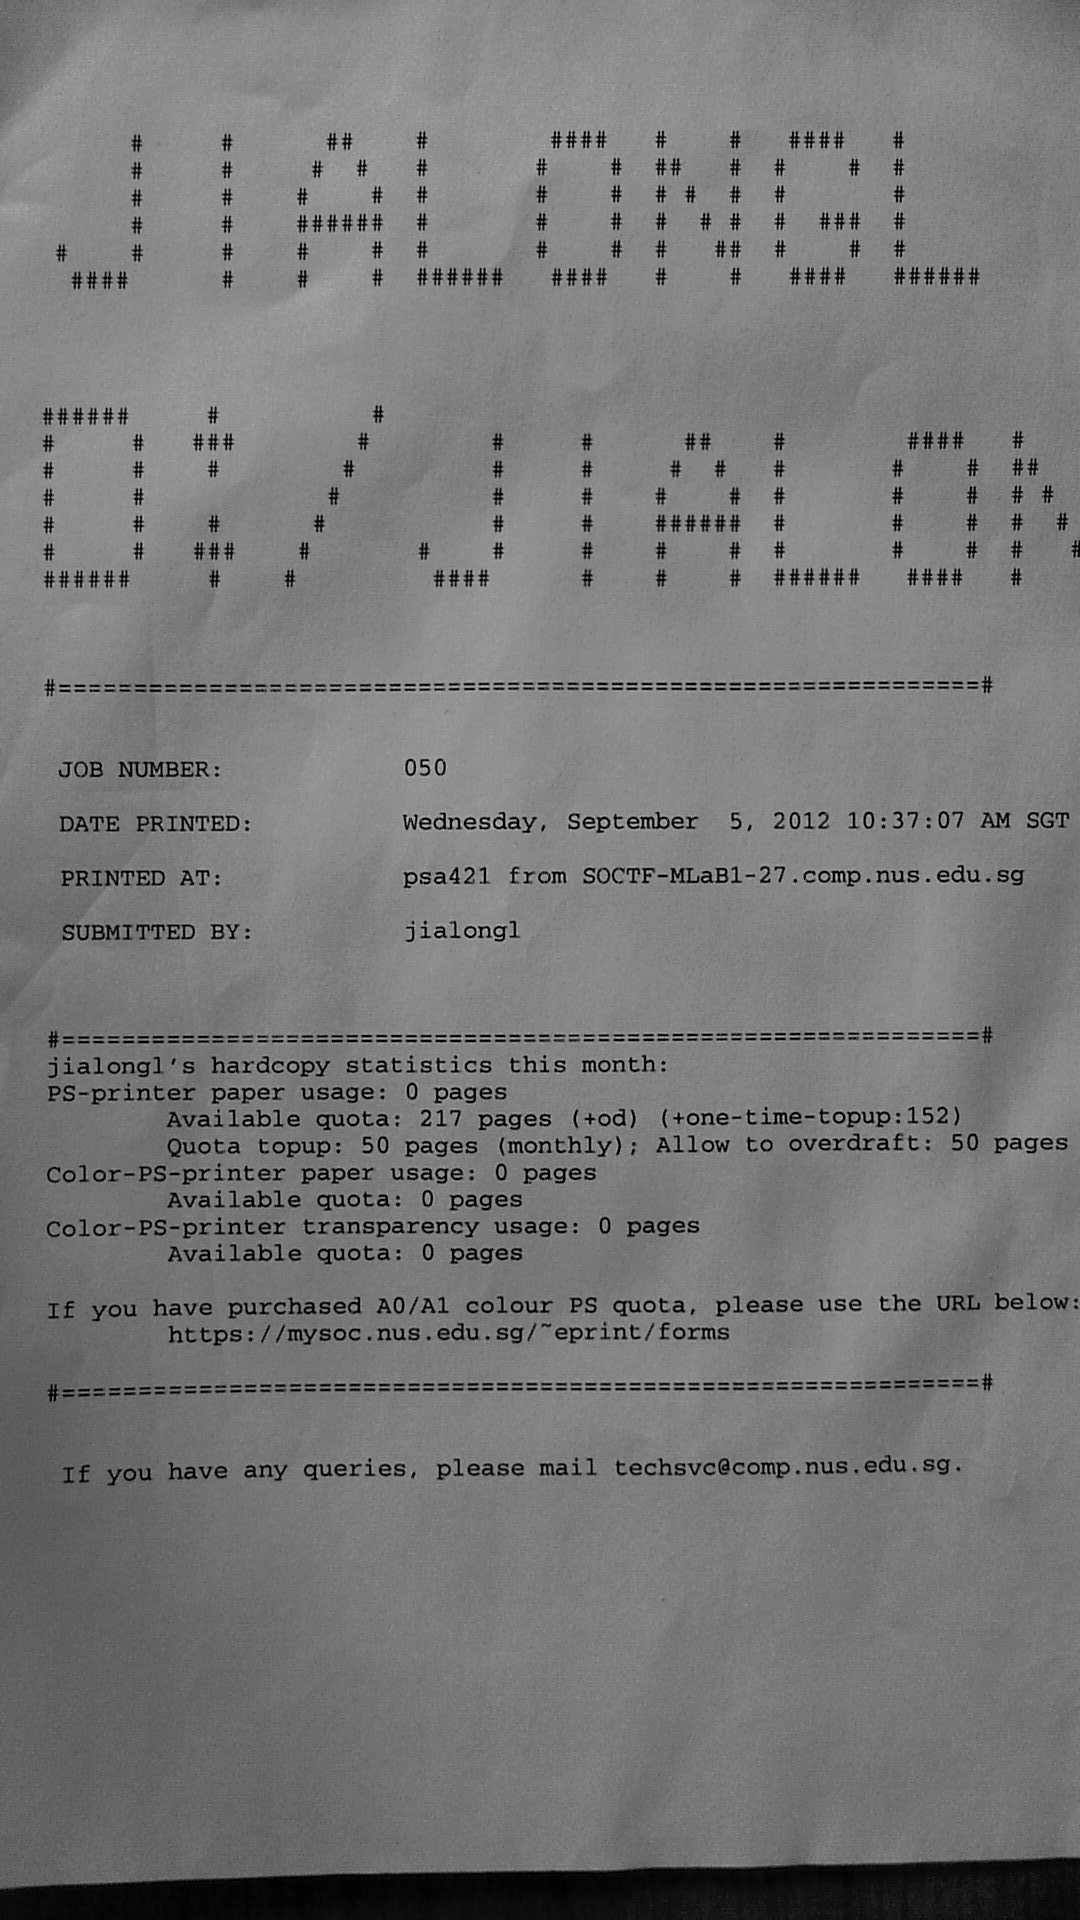 JIALONGL
D:/JIALON
#==============================================================#
JOB NUMBER: 050
DATE PRINTED: Wednesday, September  5, 2012 10:37:07 AM SGT
PRINTED AT: psa421 from SOCTF-MLaB1-27.comp.nus.edu.sg
SUBMITTED BY: jialongl
#==============================================================#
jialongl's hardcopy statistics this month:
PS-printer paper usage: 0 pages
Available quota: 217 pages (+od) (+one-time-topup:152)
Quota topup: 50 pages (monthly); Allow to overdraft: 50 pages
Color-PS-printer paper usage: 0 pages
Available quota: 0 pages
Color-PS-printer transparency usage: 0 pages
Available quota: 0 pages
If you have purchased A0/A1 colour PS quota, please use the URL below:
https://mysoc.nus.edu.sg/~eprint/forms
#==============================================================#
If you have any queries, please mail techsvc@comp.nus.edu.sg.